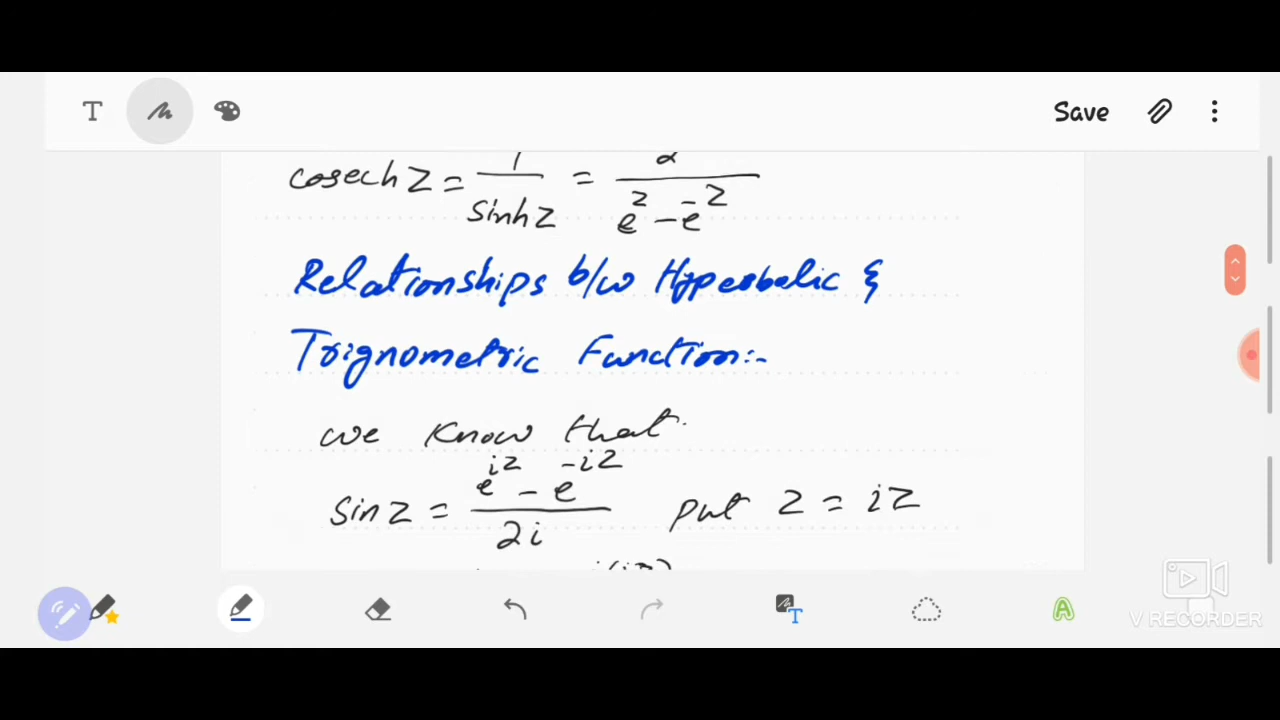 T
Save
cosech z = 1 / sinh z = 2 / e^z - e^-z
Relationships b/w Hyperbolic &
Trignometric Function:-
we know that
sin z = e^iz - e^-iz / 2i put z = iz
i(iz)
T
A
V RECORDER